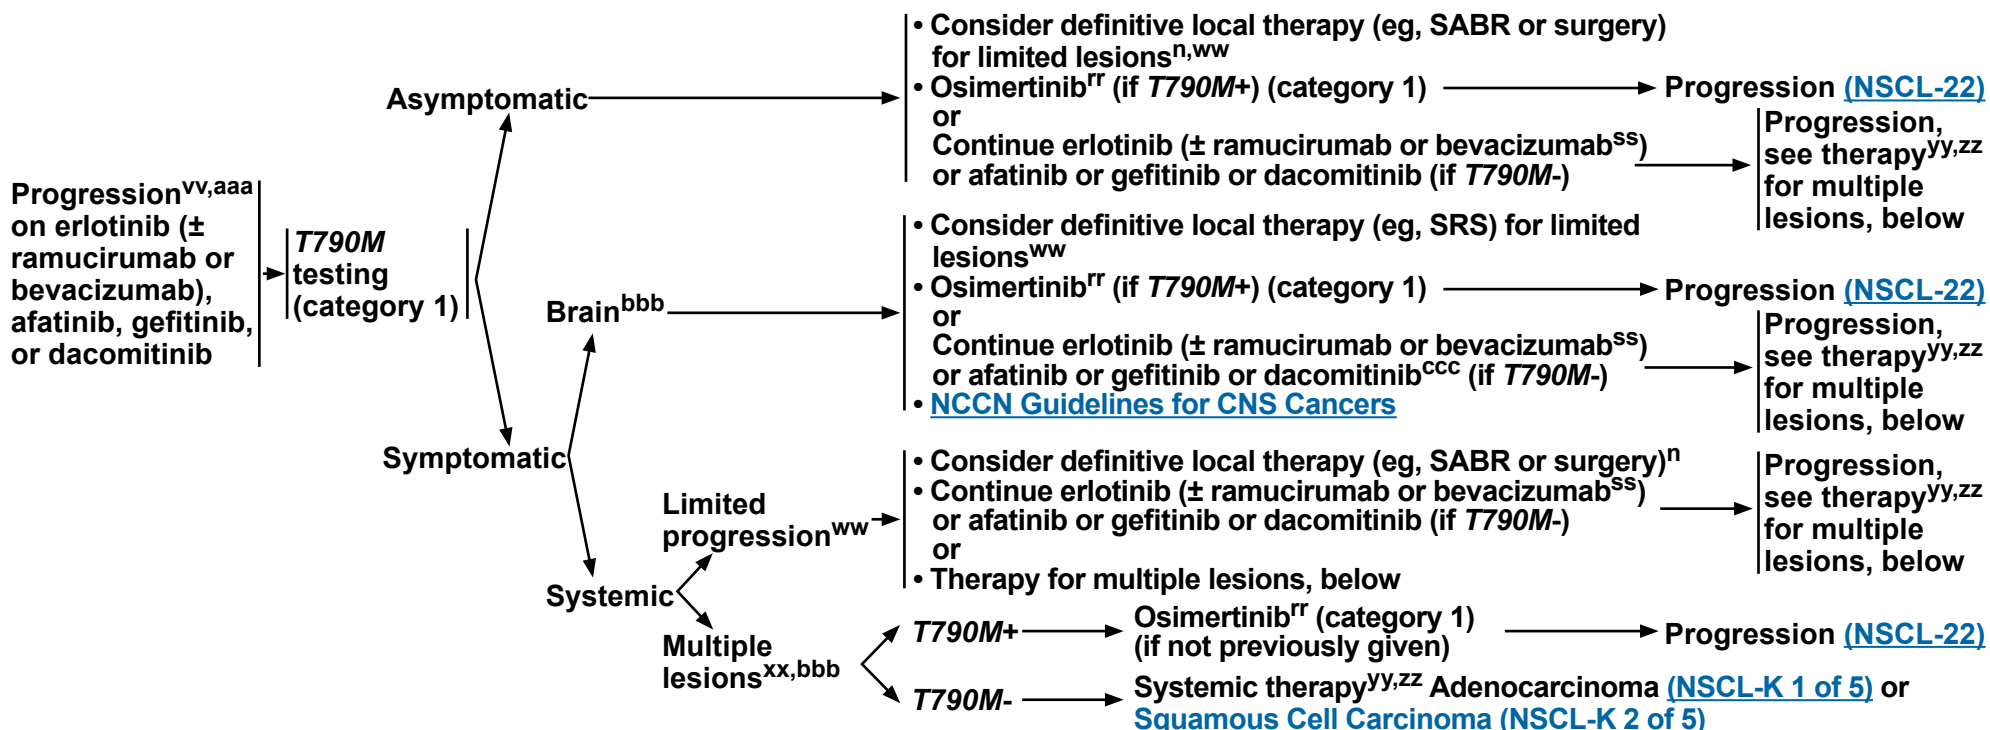 Progressionvv,aaa
on erlotinib (±
ramucirumab or
bevacizumab),
afatinib, gefitinib,
or dacomitinib
T790M
testing
(category 1)
Asymptomatic
• Consider definitive local therapy (eg, SABR or surgery)
for limited lesionsn,ww
• Osimertinibrr (if T790M+) (category 1)
or
Continue erlotinib (± ramucirumab or bevacizumabss)
or afatinib or gefitinib or dacomitinib (if T790M-)
Progression (NSCL-22)
Progression,
see therapyyy,zz
for multiple
lesions, below
Symptomatic
Brainbbb
• Consider definitive local therapy (eg, SRS) for limited
lesionsww
• Osimertinibrr (if T790M+) (category 1)
or
Continue erlotinib (± ramucirumab or bevacizumabss)
or afatinib or gefitinib or dacomitinibccc (if T790M-)
• NCCN Guidelines for CNS Cancers
Progression (NSCL-22)
Progression,
see therapyyy,zz
for multiple
lesions, below
Systemic
Limited
progressionww
• Consider definitive local therapy (eg, SABR or surgery)n
• Continue erlotinib (± ramucirumab or bevacizumabss)
or afatinib or gefitinib or dacomitinib (if T790M-)
or
• Therapy for multiple lesions, below
Progression,
see therapyyy,zz
for multiple
lesions, below
Multiple
lesionsxx,bbb
T790M+
Osimertinibrr (category 1)
(if not previously given)
Progression (NSCL-22)
T790M-
Systemic therapyyy,zz Adenocarcinoma (NSCL-K 1 of 5) or
Squamous Cell Carcinoma (NSCL-K 2 of 5)